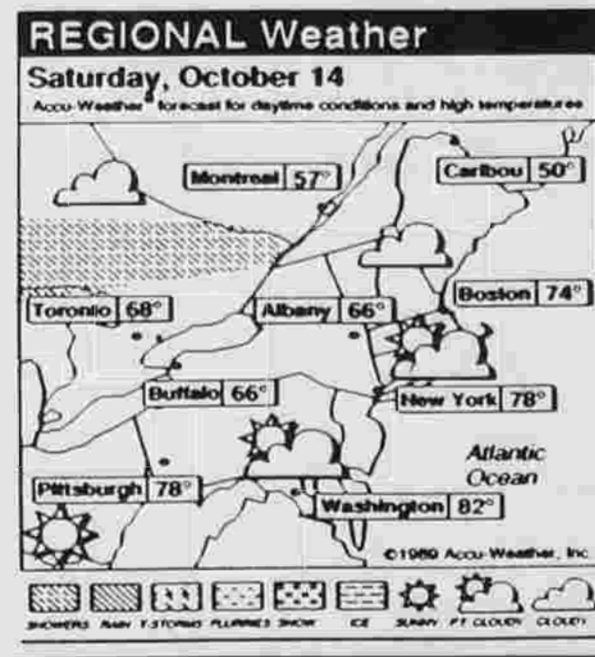 REGIONAL Weather
Saturday, October 14
Accu-Weather® forecast for daytime conditions and high temperatures
Montreal 57°
Caribou 50°
Toronto 68°
Albany 66°
Boston 74°
Buffalo 66°
New York 78°
Atlantic
Ocean
Pittsburgh 78°
Washington 82°
©1989 Accu-Weather, Inc.
SHOWERS RAIN T-STORMS FLURRIES SNOW ICE SUNNY PT. CLOUDY CLOUDY